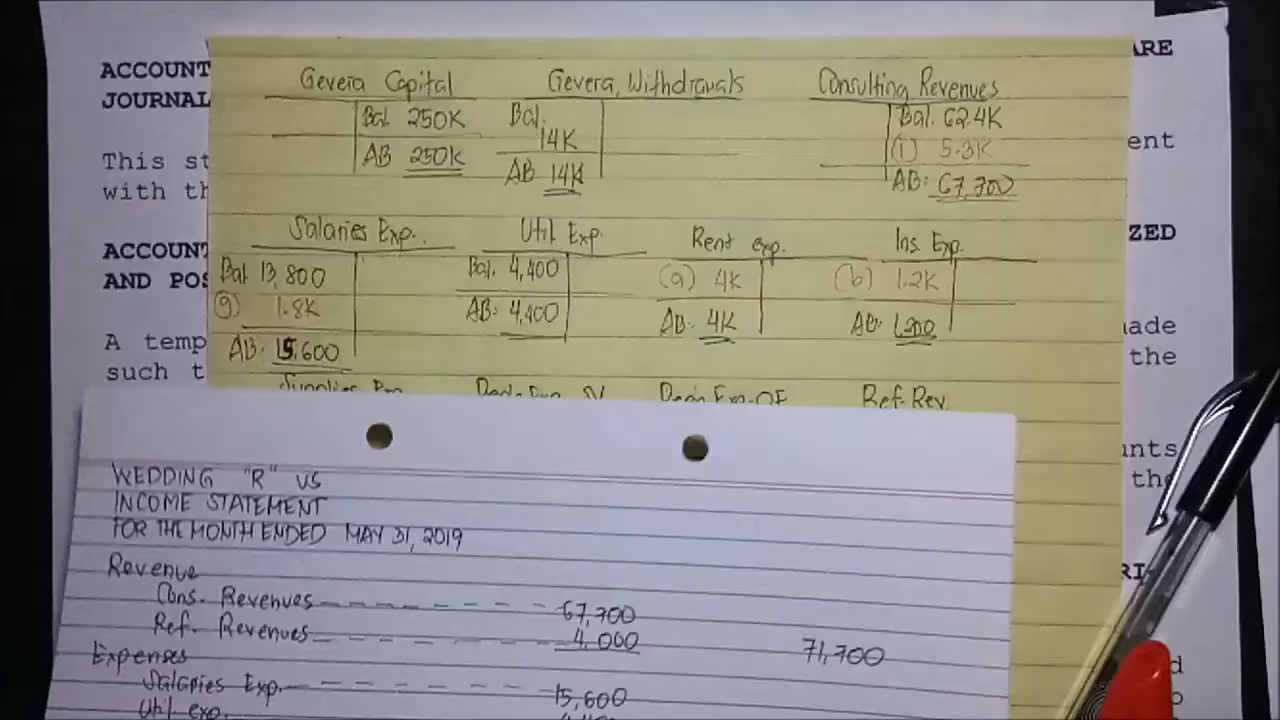 ACCOUNT
ARE
JOURNAL
This st
ent
with th
ACCOUNT
ZED
AND POS
A temp
ade
such t
the
unts
the
RI
d
Gevera Capital
Bal 250K
AB 250K
Gevera, Withdrawals
Bal.
14K
AB 14K
Consulting Revenues
Bal. 62.4K
(i) 5.3K
AB: 67,700
Salaries Exp.
Bal 13,800
g) 1.8K
AB: 15,600
Util Exp.
Bal. 4,400
AB: 4,400
Rent exp.
(a) 4K
AB: 4K
Ins. Exp.
(b) 1.2K
AB: 1,200
Ref. Rev.
WEDDING "R" US
INCOME STATEMENT
FOR THE MONTH ENDED MAY 31, 2019
Revenue
Cons. Revenues 67,700
Ref. Revenues 4,000 71,700
Expenses
Salaries Exp. 15,600
Util exp.